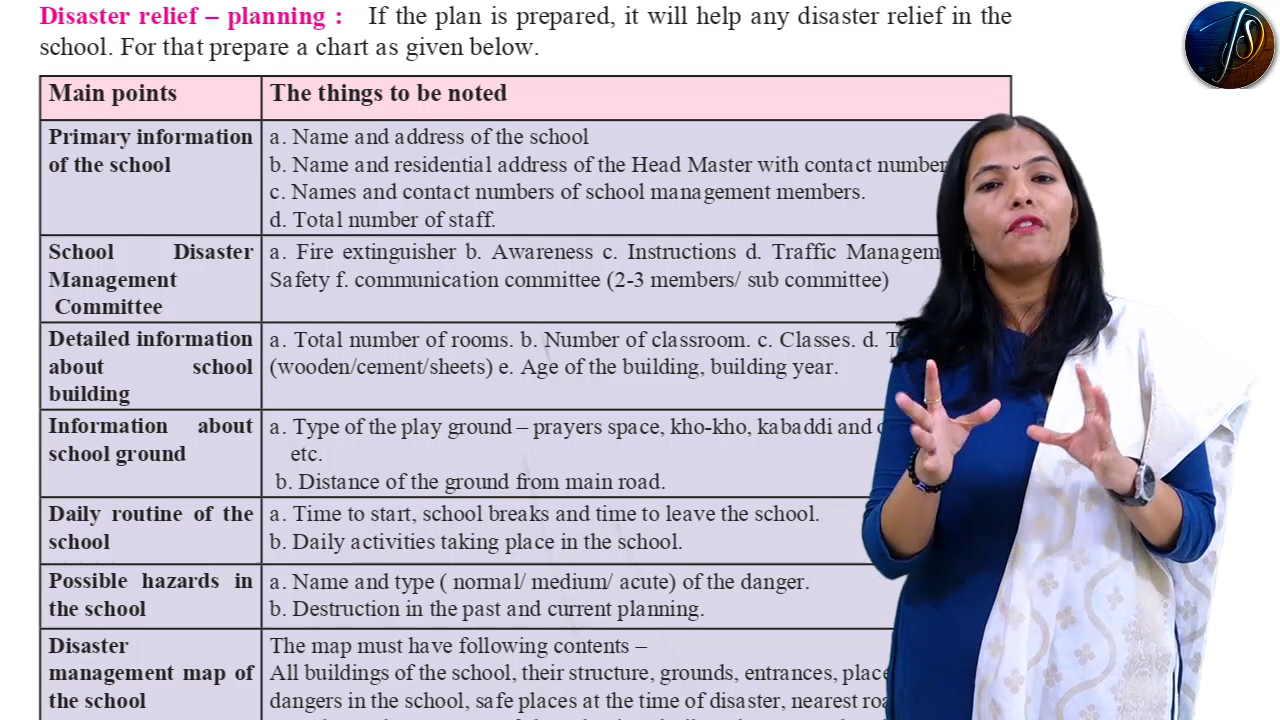 Disaster relief – planning : If the plan is prepared, it will help any disaster relief in the
school. For that prepare a chart as given below.
Main points The things to be noted
Primary information
of the school
a. Name and address of the school
b. Name and residential address of the Head Master with contact number
c. Names and contact numbers of school management members.
d. Total number of staff.
School Disaster
Management
Committee
a. Fire extinguisher b. Awareness c. Instructions d. Traffic
Safety f. communication committee (2-3 members/ sub committee)
Detailed information
about school
building
a. Total number of rooms. b. Number of classroom. c. Classes. d.
(wooden/cement/sheets) e. Age of the building, building year.
Information about
school ground
a. Type of the play ground – prayers space, kho-kho, kabaddi and
etc.
b. Distance of the ground from main road.
Daily routine of the
school
a. Time to start, school breaks and time to leave the school.
b. Daily activities taking place in the school.
Possible hazards in
the school
a. Name and type ( normal/ medium/ acute) of the danger.
b. Destruction in the past and current planning.
Disaster
management map of
the school
The map must have following contents –
All buildings of the school, their structure, grounds, entrances,
dangers in the school, safe places at the time of disaster, nearest